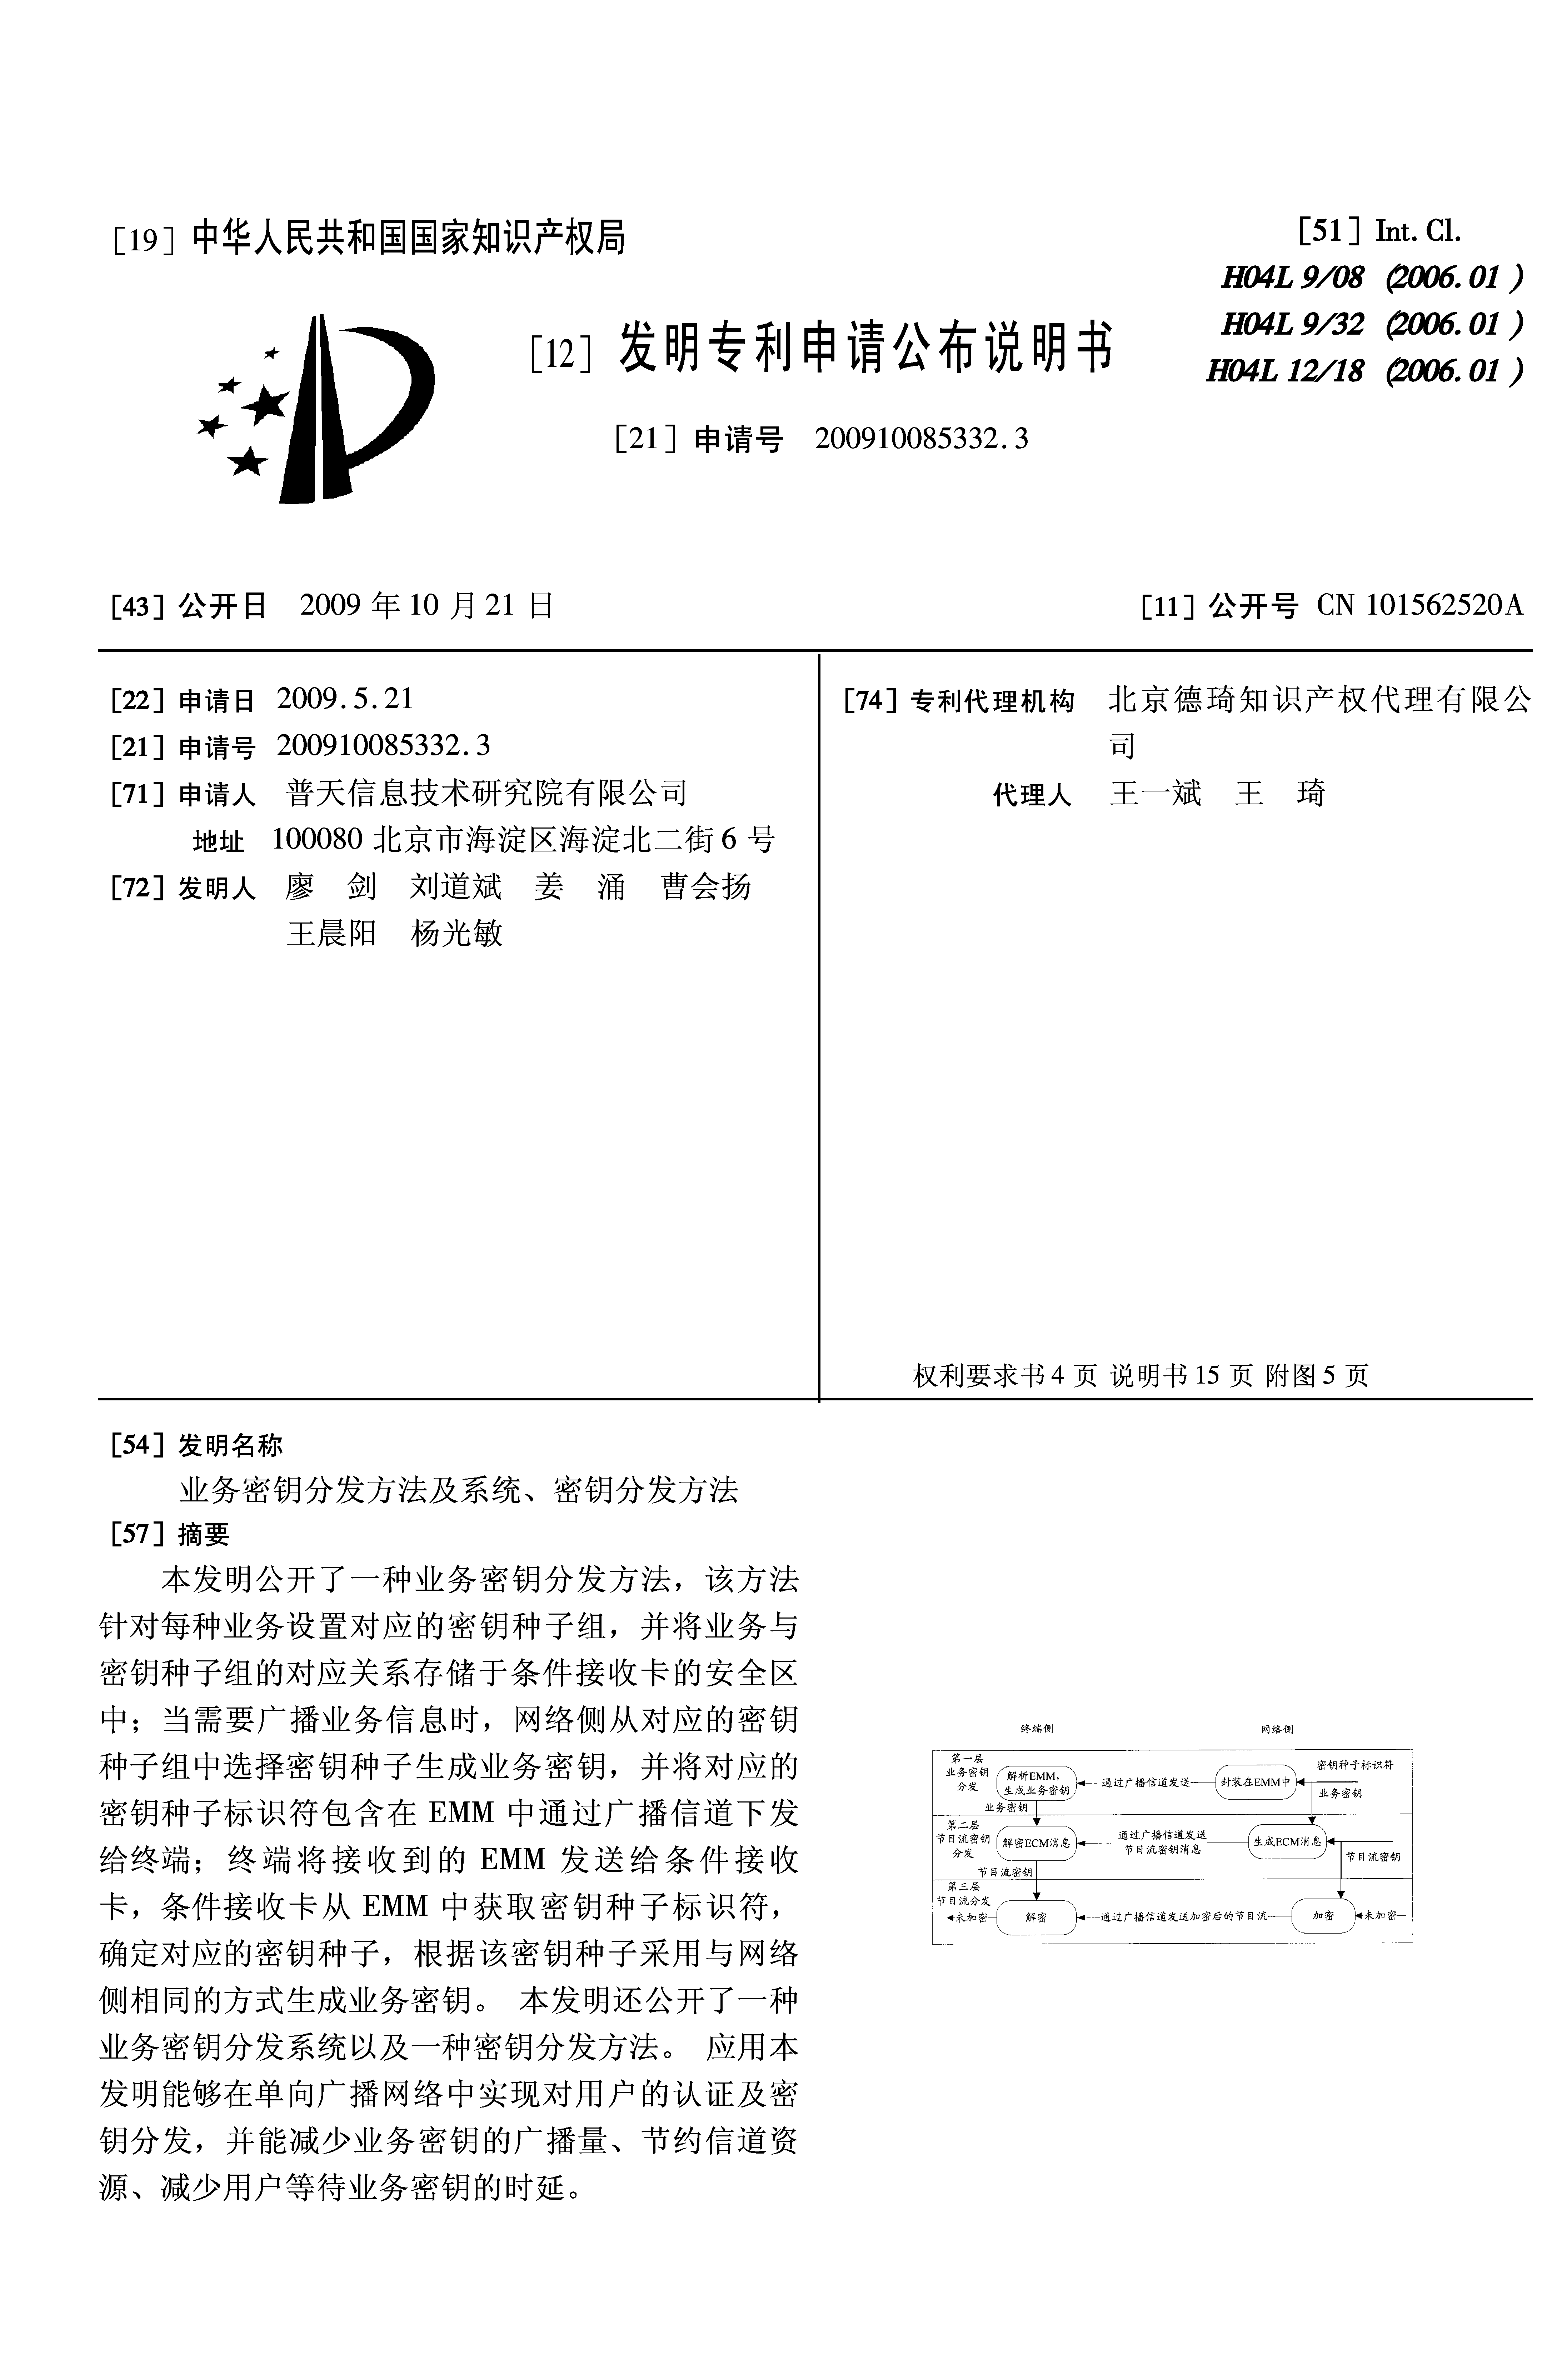 [19] 中华人民共和国国家知识产权局
[51] Int. Cl.
H04L 9/08 (2006.01)
H04L 9/32 (2006.01)
H04L 12/18 (2006.01)
[12] 发明专利申请公布说明书
[21] 申请号 200910085332.3
[43] 公开日 2009 年 10 月 21 日
[11] 公开号 CN 101562520A
[22] 申请日 2009.5.21
[21] 申请号 200910085332.3
[71] 申请人 普天信息技术研究院有限公司
地址 100080 北京市海淀区海淀北二街 6 号
[72] 发明人 廖 剑 刘道斌 姜 涌 曹会扬
王晨阳 杨光敏
[74] 专利代理机构 北京德琦知识产权代理有限公
司
代理人 王一斌 王 琦
权利要求书 4 页 说明书 15 页 附图 5 页
[54] 发明名称
业务密钥分发方法及系统、密钥分发方法
[57] 摘要
本发明公开了一种业务密钥分发方法，该方法
针对每种业务设置对应的密钥种子组，并将业务与
密钥种子组的对应关系存储于条件接收卡的安全区
中；当需要广播业务信息时，网络侧从对应的密钥
种子组中选择密钥种子生成业务密钥，并将对应的
密钥种子标识符包含在 EMM 中通过广播信道下发
给终端；终端将接收到的 EMM 发送给条件接收
卡，条件接收卡从 EMM 中获取密钥种子标识符，
确定对应的密钥种子，根据该密钥种子采用与网络
侧相同的方式生成业务密钥。 本发明还公开了一种
业务密钥分发系统以及一种密钥分发方法。 应用本
发明能够在单向广播网络中实现对用户的认证及密
钥分发，并能减少业务密钥的广播量、节约信道资
源、减少用户等待业务密钥的时延。
终端侧
网络侧
第一层
业务密钥
分发
解析EMM，
生成业务密钥
通过广播信道发送
封装在EMM中
密钥种子标识符
业务密钥
业务密钥
第二层
节目流密钥
分发
解密ECM消息
通过广播信道发送
节目流密钥消息
生成ECM消息
节目流密钥
节目流密钥
第三层
节目流分发
未加密
解密
通过广播信道发送加密后的节目流
加密
未加密